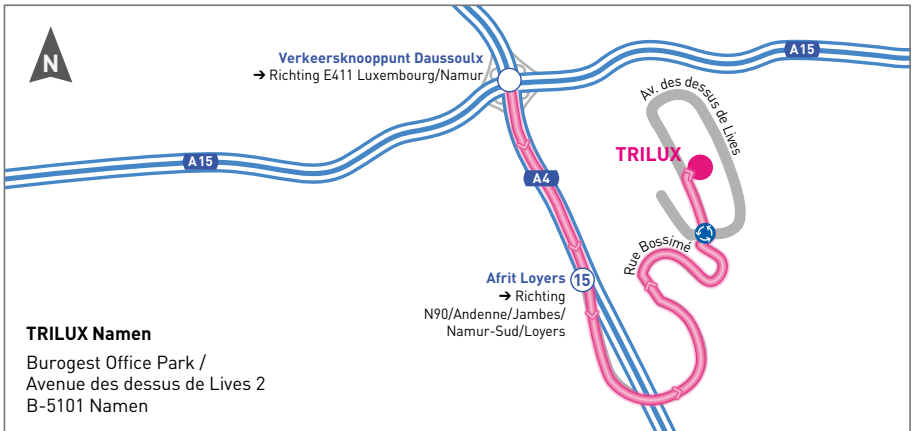 N
Verkeersknooppunt Daussoulx
➔ Richting E411 Luxembourg/Namur
A15
Av. des dessus de Lives
TRILUX
A15
A4
Rue Bossimé
Afrit Loyers
15
➔ Richting
N90/Andenne/Jambes/
Namur-Sud/Loyers
TRILUX Namen
Burogest Office Park /
Avenue des dessus de Lives 2
B-5101 Namen